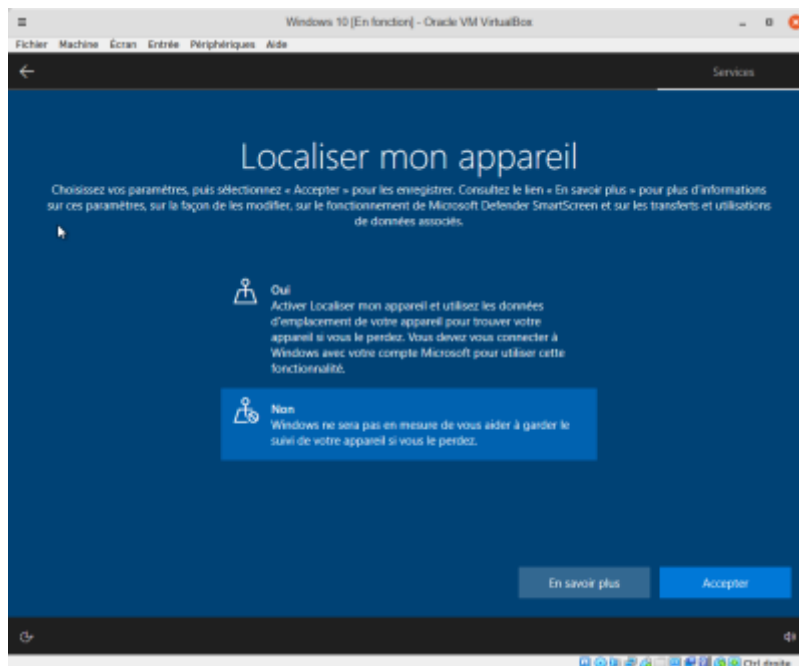 Windows 10 [En fonction] - Oracle VM VirtualBox
Fichier Machine Écran Entrée Périphériques Aide
Services
Localiser mon appareil
Choisissez vos paramètres, puis sélectionnez « Accepter » pour les enregistrer. Consultez le lien « En savoir plus » pour plus d'informations
sur ces paramètres, sur la façon de les modifier, sur le fonctionnement de Microsoft Defender SmartScreen et sur les transferts et utilisations
de données associés.
Oui
Activer Localiser mon appareil et utilisez les données
d'emplacement de votre appareil pour trouver votre
appareil si vous le perdez. Vous devez vous connecter à
Windows avec votre compte Microsoft pour utiliser cette
fonctionnalité.
Non
Windows ne sera pas en mesure de vous aider à garder le
suivi de votre appareil si vous le perdez.
En savoir plus
Accepter
Ctrl droite